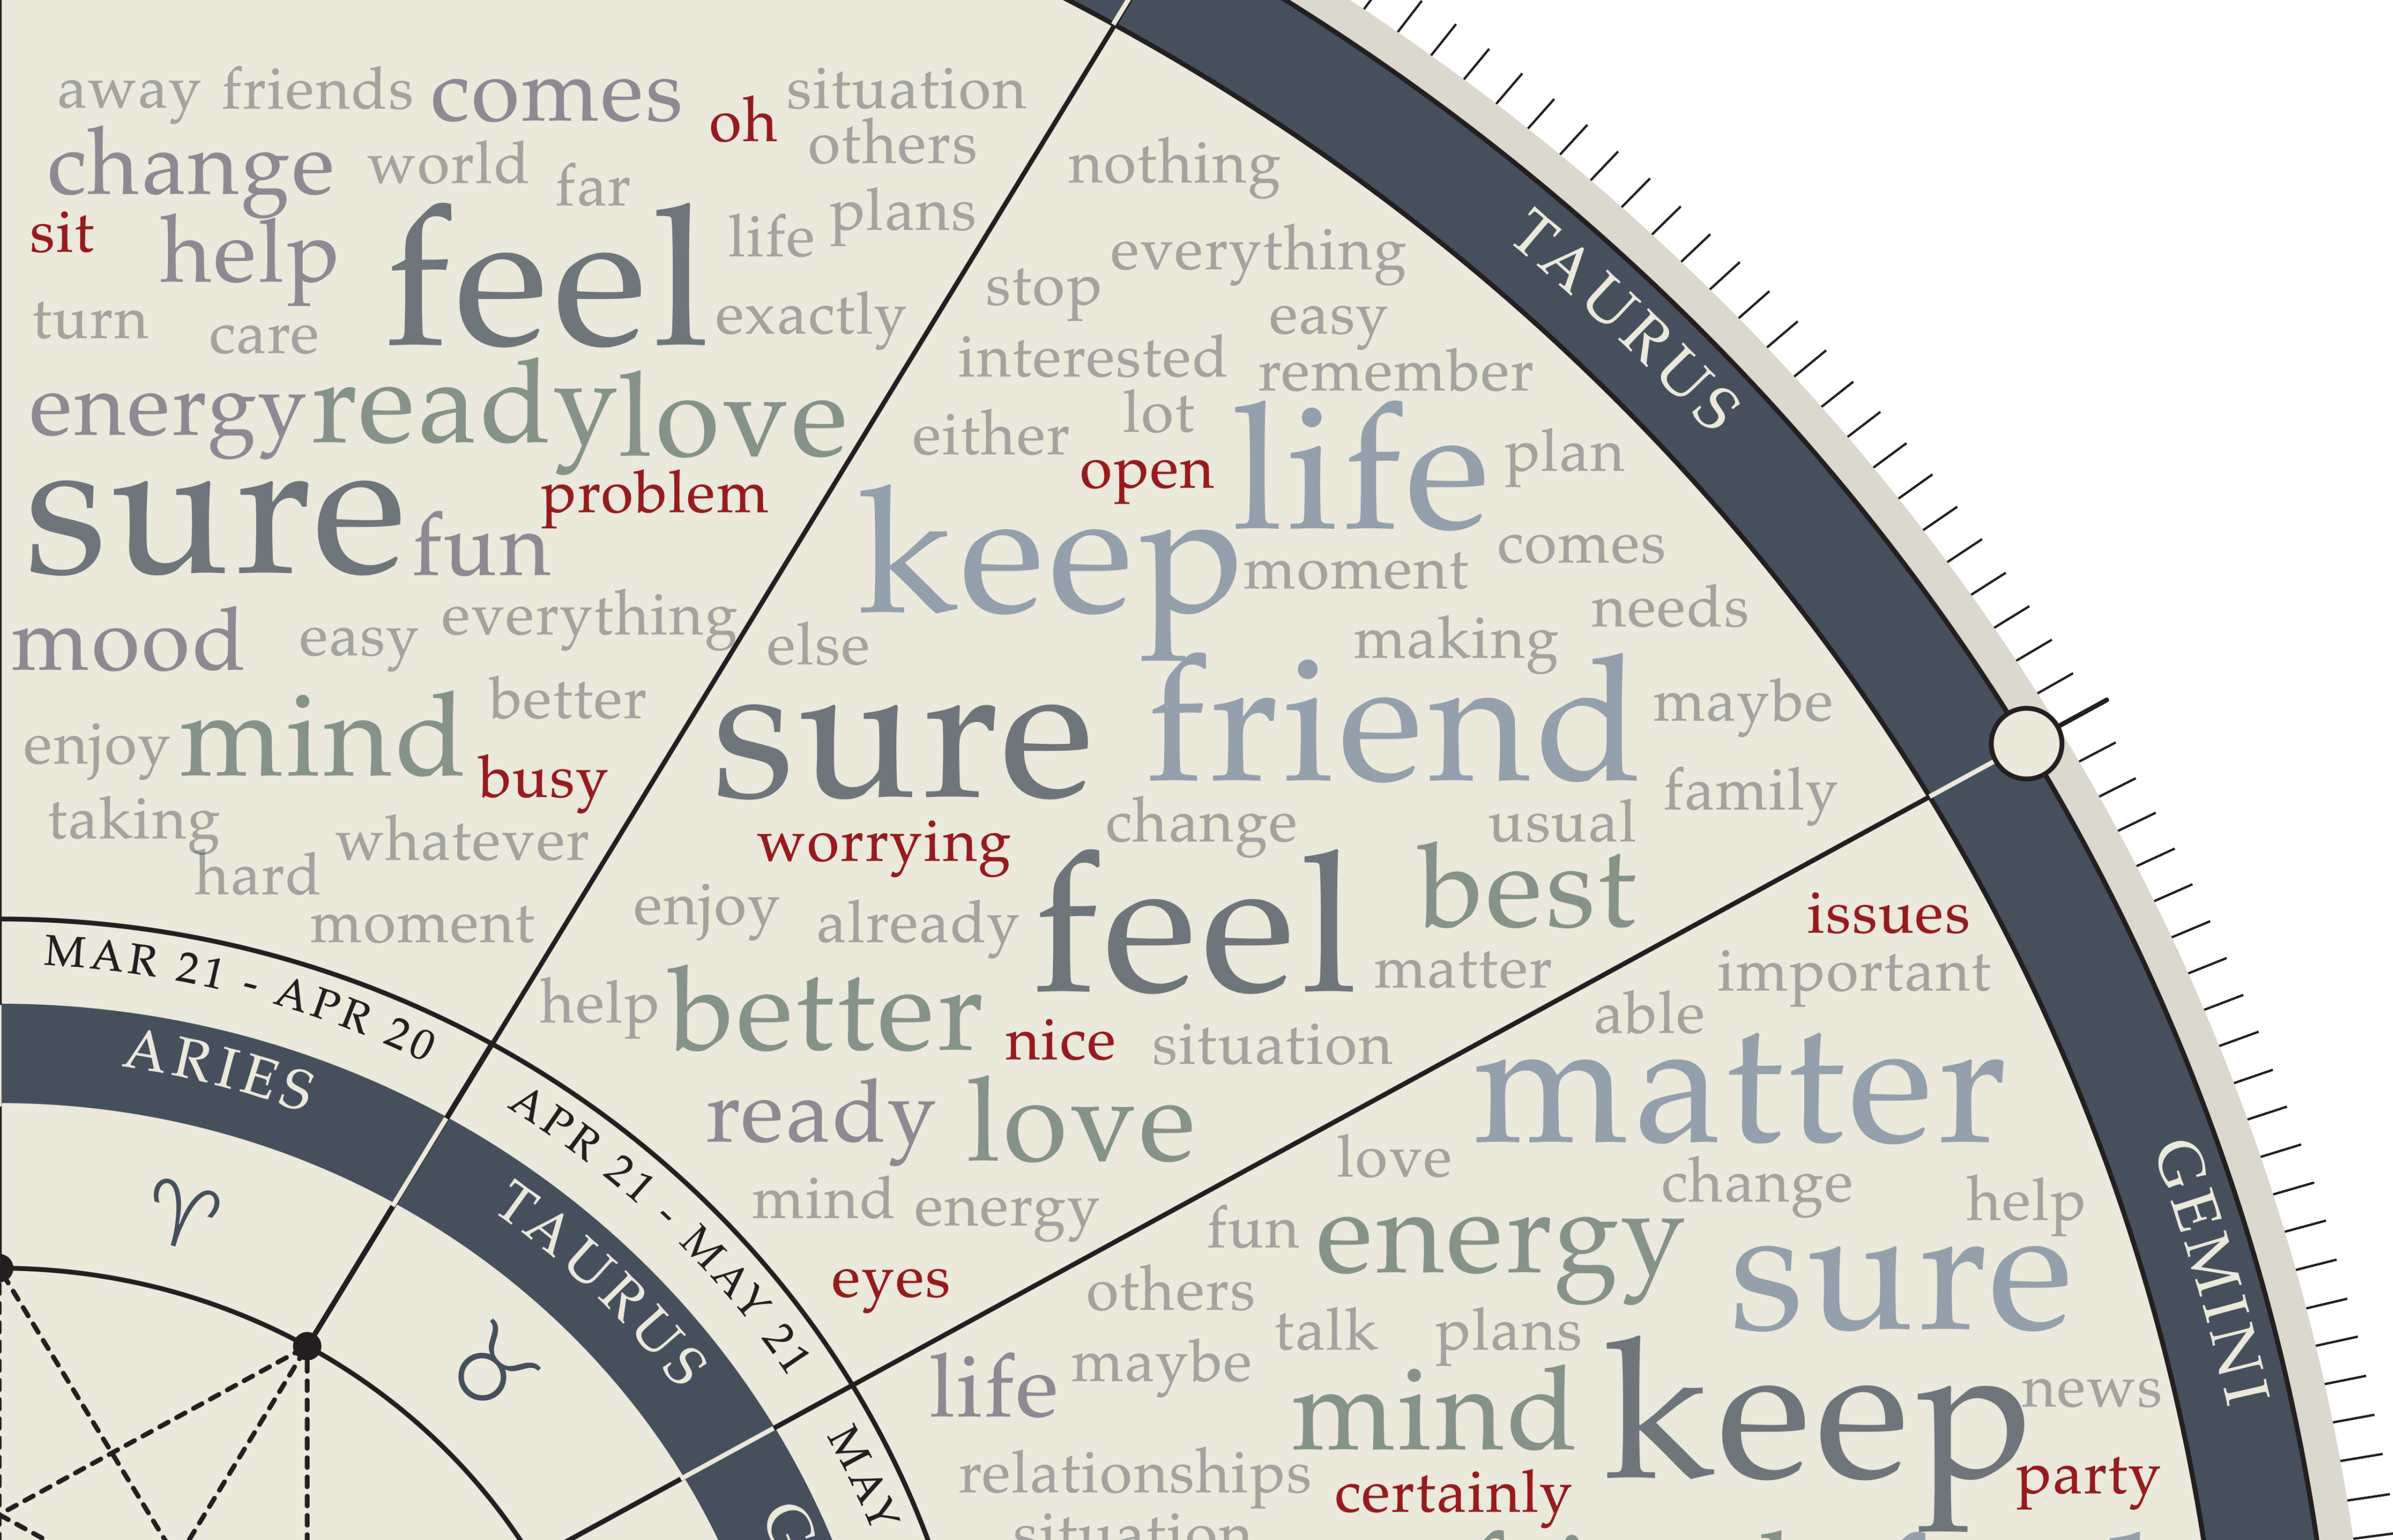 away friends comes oh situation
change world far others
sit help feel life plans
turn care exactly
energy ready love
sure fun problem
mood easy everything
enjoy mind better busy
taking whatever
hard moment
MAR 21 - APR 20
ARIES
♈
nothing
everything
stop easy
interested remember
either lot life plan
open
keep moment comes
else making needs
sure friend maybe
worrying change usual family
enjoy already feel best
help better matter
nice situation
ready love
mind energy
eyes
TAURUS
APR 21 - MAY 21
TAURUS
♉
issues
able important
matter
love change help
fun energy sure
others talk plans
life maybe mind keep news
relationships certainly party
situation
GEMINI
MAY
G